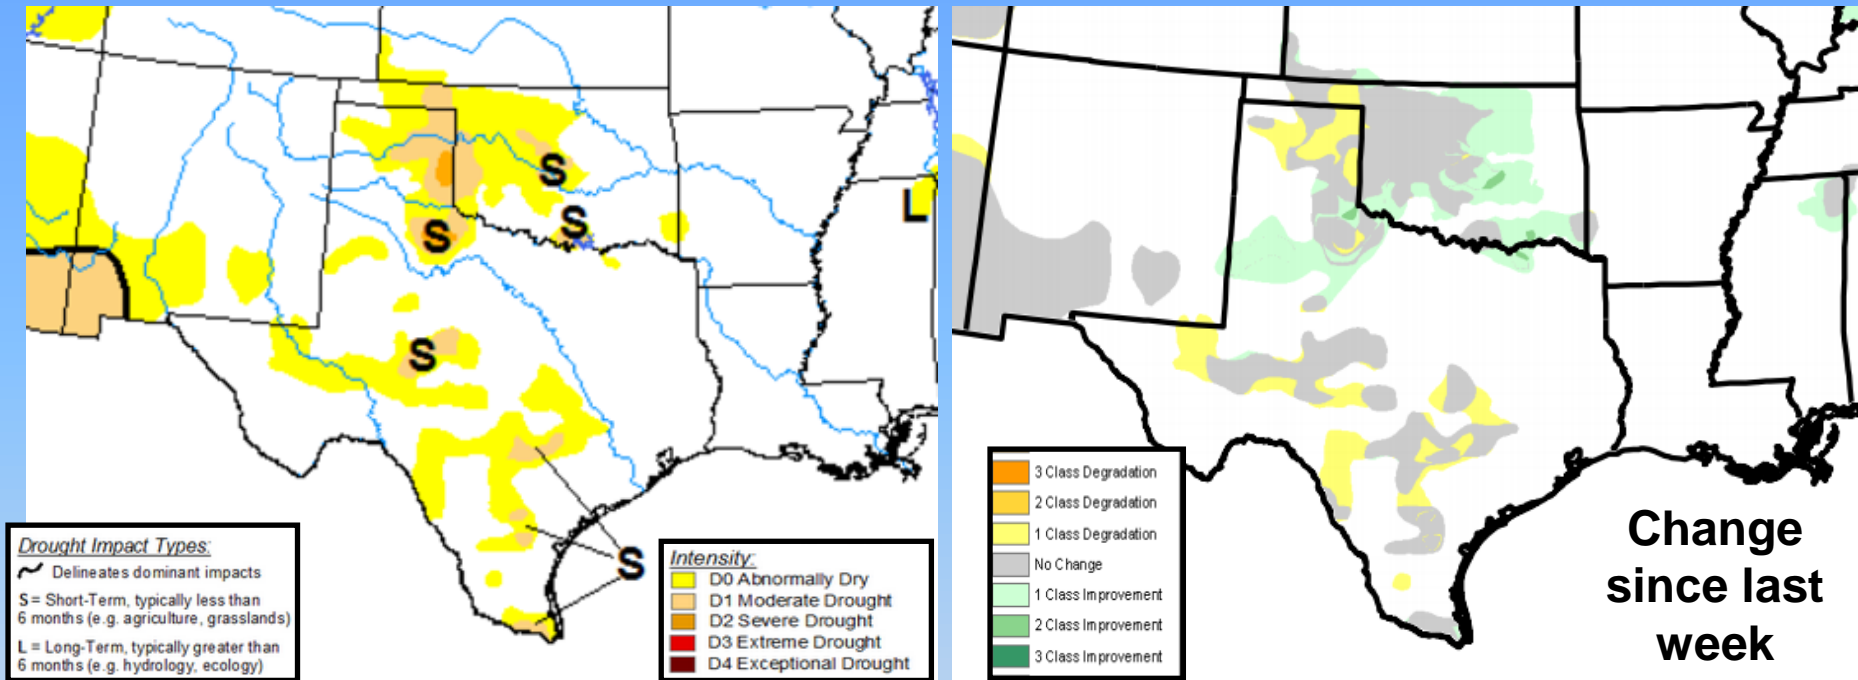 S
S
S
L
S
S
Drought Impact Types:
Delineates dominant impacts
S = Short-Term, typically less than
6 months (e.g. agriculture, grasslands)
L = Long-Term, typically greater than
6 months (e.g. hydrology, ecology)
S
Intensity:
D0 Abnormally Dry
D1 Moderate Drought
D2 Severe Drought
D3 Extreme Drought
D4 Exceptional Drought
3 Class Degradation
2 Class Degradation
1 Class Degradation
No Change
1 Class Improvement
2 Class Improvement
3 Class Improvement
Change
since last
week